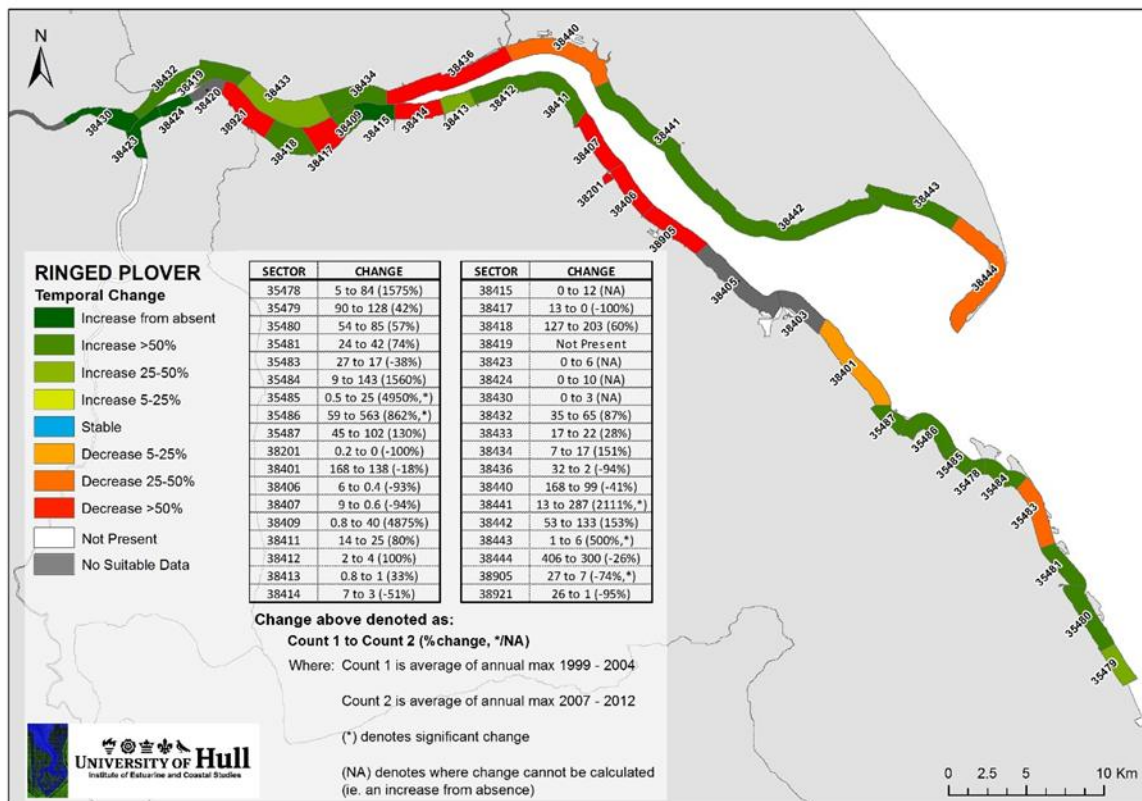 N
38432
38419
38420
38433
38434
38436
38440
38430
38424
38423
38921
38418
38417
38409
38415
38414
38413
38412
38411
38441
38407
38201
38406
38905
38442
38443
38444
38405
38403
38401
35487
35486
35485
35478
35484
35483
35481
35480
35479
RINGED PLOVER
Temporal Change
Increase from absent
Increase >50%
Increase 25-50%
Increase 5-25%
Stable
Decrease 5-25%
Decrease 25-50%
Decrease >50%
Not Present
No Suitable Data
SECTOR CHANGE
35478 5 to 84 (1575%)
35479 90 to 128 (42%)
35480 54 to 85 (57%)
35481 24 to 42 (74%)
35483 27 to 17 (-38%)
35484 9 to 143 (1560%)
35485 0.5 to 25 (4950%,*)
35486 59 to 563 (862%,*)
35487 45 to 102 (130%)
38201 0.2 to 0 (-100%)
38401 168 to 138 (-18%)
38406 6 to 0.4 (-93%)
38407 9 to 0.6 (-94%)
38409 0.8 to 40 (4875%)
38411 14 to 25 (80%)
38412 2 to 4 (100%)
38413 0.8 to 1 (33%)
38414 7 to 3 (-51%)
SECTOR CHANGE
38415 0 to 12 (NA)
38417 13 to 0 (-100%)
38418 127 to 203 (60%)
38419 Not Present
38423 0 to 6 (NA)
38424 0 to 10 (NA)
38430 0 to 3 (NA)
38432 35 to 65 (87%)
38433 17 to 22 (28%)
38434 7 to 17 (151%)
38436 32 to 2 (-94%)
38440 168 to 99 (-41%)
38441 13 to 287 (2111%,*)
38442 53 to 133 (153%)
38443 1 to 6 (500%,*)
38444 406 to 300 (-26%)
38905 27 to 7 (-74%,*)
38921 26 to 1 (-95%)
Change above denoted as:
Count 1 to Count 2 (%change, */NA)
Where: Count 1 is average of annual max 1999 - 2004
Count 2 is average of annual max 2007 - 2012
(*) denotes significant change
(NA) denotes where change cannot be calculated
(ie. an increase from absence)
UNIVERSITY OF Hull
Institute of Estuarine and Coastal Studies
0 2.5 5 10 Km